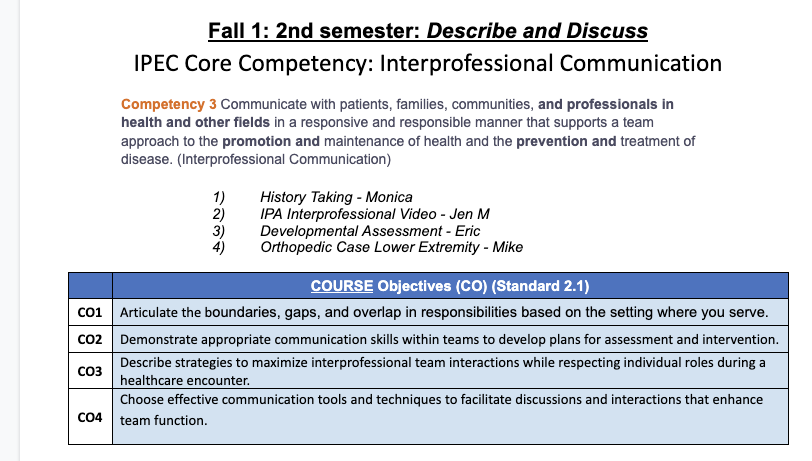 Fall 1: 2nd semester: Describe and Discuss
IPEC Core Competency: Interprofessional Communication
Competency 3 Communicate with patients, families, communities, and professionals in
health and other fields in a responsive and responsible manner that supports a team
approach to the promotion and maintenance of health and the prevention and treatment of
disease. (Interprofessional Communication)
1) History Taking - Monica
2) IPA Interprofessional Video - Jen M
3) Developmental Assessment - Eric
4) Orthopedic Case Lower Extremity - Mike
COURSE Objectives (CO) (Standard 2.1)
CO1 Articulate the boundaries, gaps, and overlap in responsibilities based on the setting where you serve.
CO2 Demonstrate appropriate communication skills within teams to develop plans for assessment and intervention.
CO3 Describe strategies to maximize interprofessional team interactions while respecting individual roles during a
healthcare encounter.
CO4 Choose effective communication tools and techniques to facilitate discussions and interactions that enhance
team function.